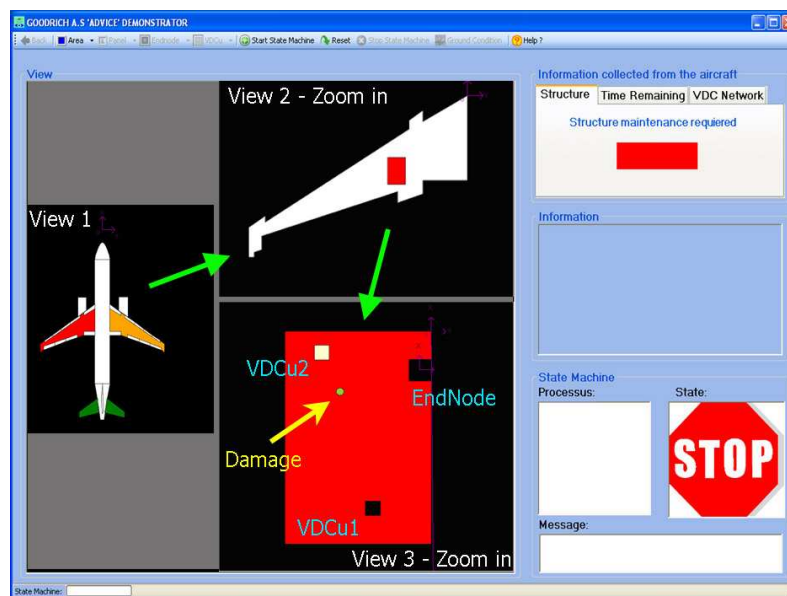 GOODRICH A.S 'ADVICE' DEMONSTRATOR
Back Area Panel Endnode VDCu Start State Machine Reset Stop State Machine Ground Condition Help ?
View
View 2 - Zoom in
View 1
VDCu2
EndNode
Damage
VDCu1
View 3 - Zoom in
Information collected from the aircraft
Structure Time Remaining VDC Network
Structure maintenance requiered
Information
State Machine
Processus: State:
STOP
Message:
State Machine: